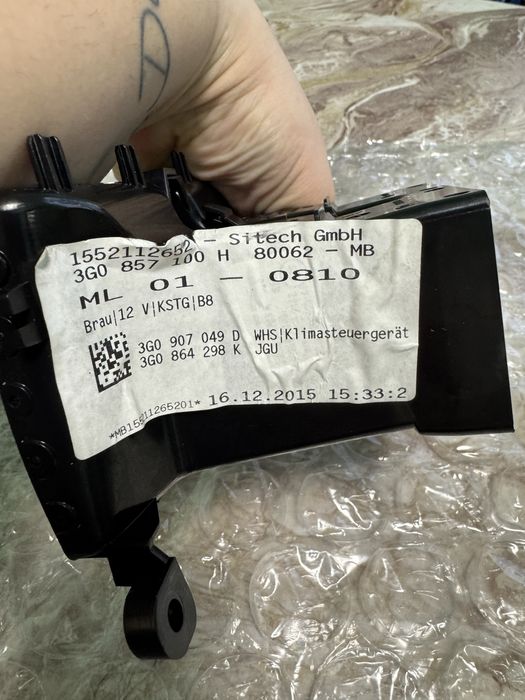 1552112652 - Sitech GmbH
3G0 857 100 H 80062 - MB
ML 01 - 0810
Brau|12 V|KSTG|B8
3G0 907 049 D WHS|Klimasteuergerät
3G0 864 298 K JGU
*MB155211265201* 16.12.2015 15:33:2
D